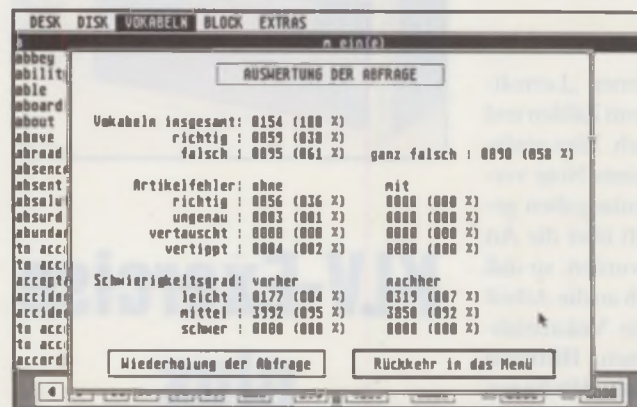 DESK DISK VOKABELN BLOCK EXTRAS
a n ein(e)
abbey
abilit
able
aboard
about
above
abroad
absence
absent
absolu
absurd
abundan
to acc
to acc
accepta
acciden
acciden
to acc
to acc
accord
AUSWERTUNG DER ABFRAGE
Vokabeln insgesamt: 0154 (100 %)
richtig : 0059 (038 %)
falsch : 0095 (061 %) ganz falsch : 0090 (058 %)
Artikelfehler: ohne mit
richtig : 0056 (036 %) 0000 (000 %)
ungenau : 0003 (001 %) 0000 (000 %)
vertauscht : 0000 (000 %) 0000 (000 %)
vertippt : 0004 (002 %) 0000 (000 %)
Schwierigkeitsgrad: vorher nachher
leicht : 0177 (004 %) 0319 (007 %)
mittel : 3992 (095 %) 3850 (092 %)
schwer : 0000 (000 %) 0000 (000 %)
Wiederholung der Abfrage Rückkehr in das Menü